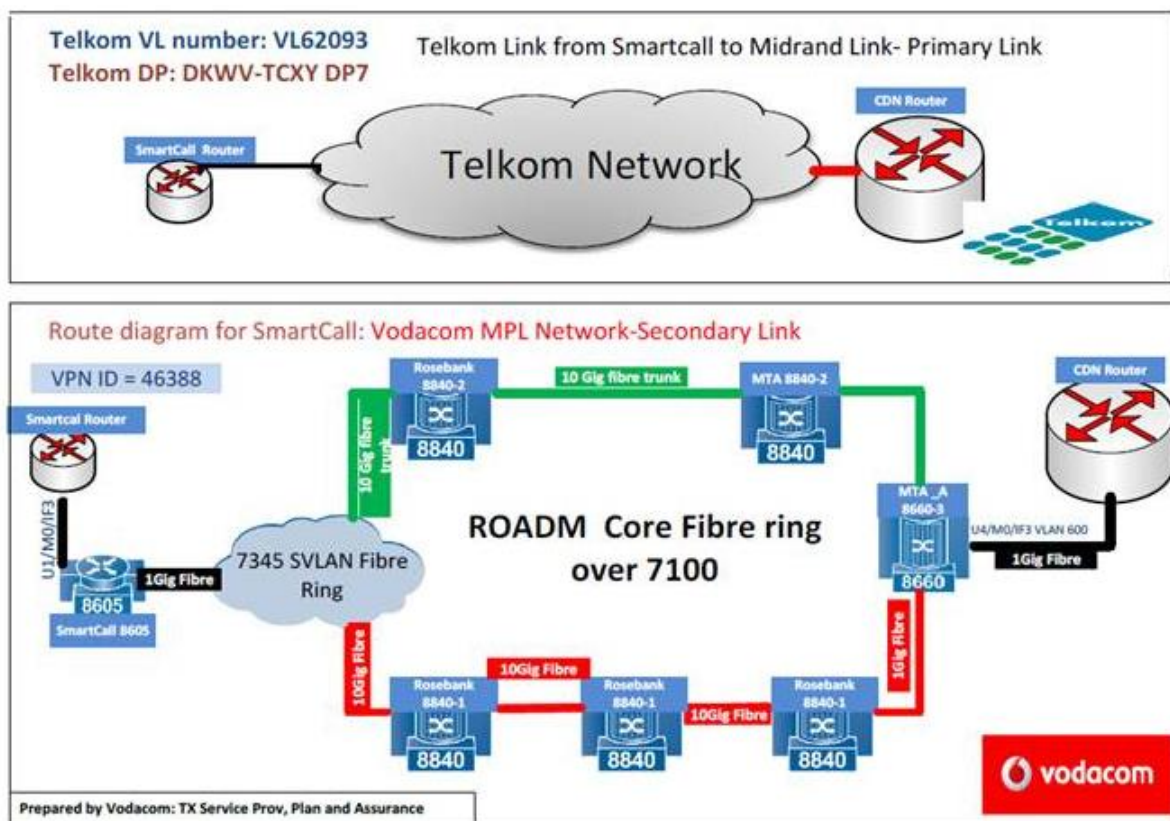 Telkom VL number: VL62093
Telkom DP: DKWV-TCXY DP7
Telkom Link from Smartcall to Midrand Link- Primary Link
SmartCall Router
Telkom Network
CDN Router
Telkom
Route diagram for SmartCall: Vodacom MPL Network-Secondary Link
VPN ID = 46388
Smartcal Router
U1/M0/IF3
8605
SmartCall 8605
1Gig Fibre
7345 SVLAN Fibre
Ring
10 Gig fibre
trunk
Rosebank
8840-2
8840
10 Gig fibre trunk
MTA 8840-2
8840
ROADM Core Fibre ring
over 7100
MTA _A
8660-3
8660
U4/M0/IF3 VLAN 600
1Gig Fibre
CDN Router
10Gig Fibre
Rosebank
8840-1
8840
10Gig Fibre
Rosebank
8840-1
8840
10Gig Fibre
Rosebank
8840-1
8840
1Gig Fibre
vodacom
Prepared by Vodacom: TX Service Prov, Plan and Assurance